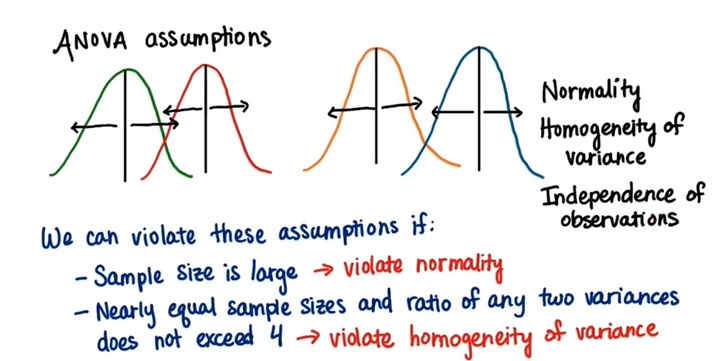 ANOVA assumptions
Normality
Homogeneity of
variance
Independence of
observations
We can violate these assumptions if:
- Sample size is large → violate normality
- Nearly equal sample sizes and ratio of any two variances
does not exceed 4 → violate homogeneity of variance